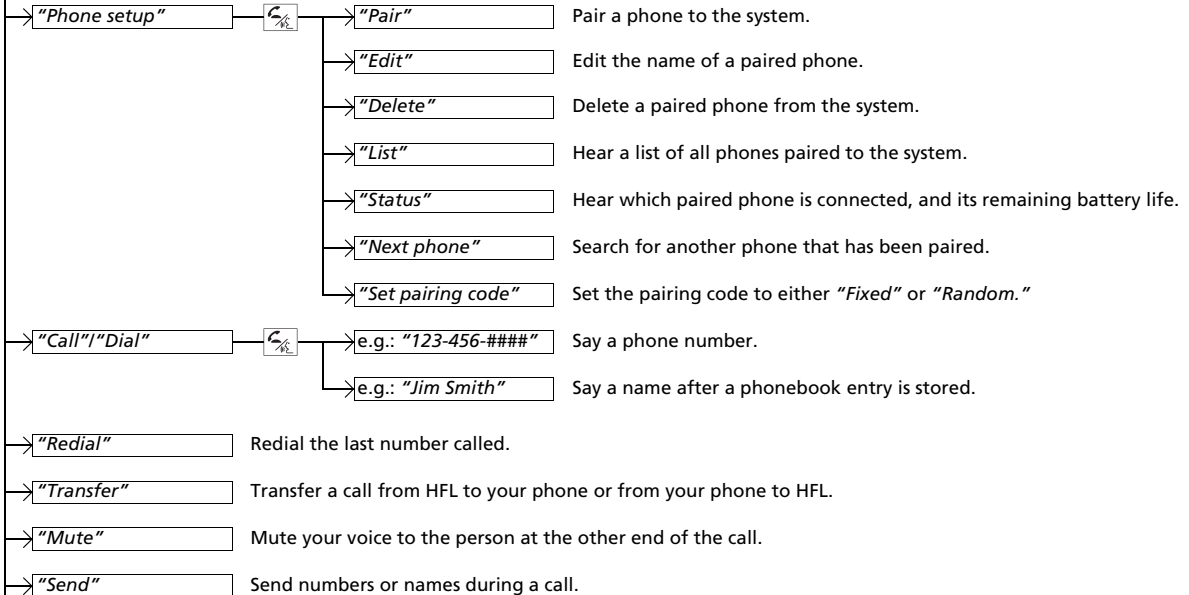 "Phone setup" "Pair" Pair a phone to the system.
"Edit" Edit the name of a paired phone.
"Delete" Delete a paired phone from the system.
"List" Hear a list of all phones paired to the system.
"Status" Hear which paired phone is connected, and its remaining battery life.
"Next phone" Search for another phone that has been paired.
"Set pairing code" Set the pairing code to either "Fixed" or "Random."
"Call"/"Dial" e.g.: "123-456-####" Say a phone number.
e.g.: "Jim Smith" Say a name after a phonebook entry is stored.
"Redial" Redial the last number called.
"Transfer" Transfer a call from HFL to your phone or from your phone to HFL.
"Mute" Mute your voice to the person at the other end of the call.
"Send" Send numbers or names during a call.